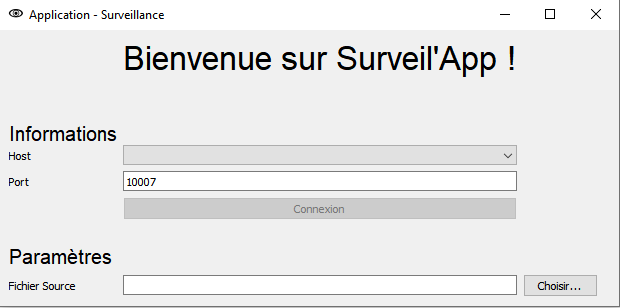 Application - Surveillance
Bienvenue sur Surveil'App !
Informations
Host
Port 10007
Connexion
Paramètres
Fichier Source Choisir...